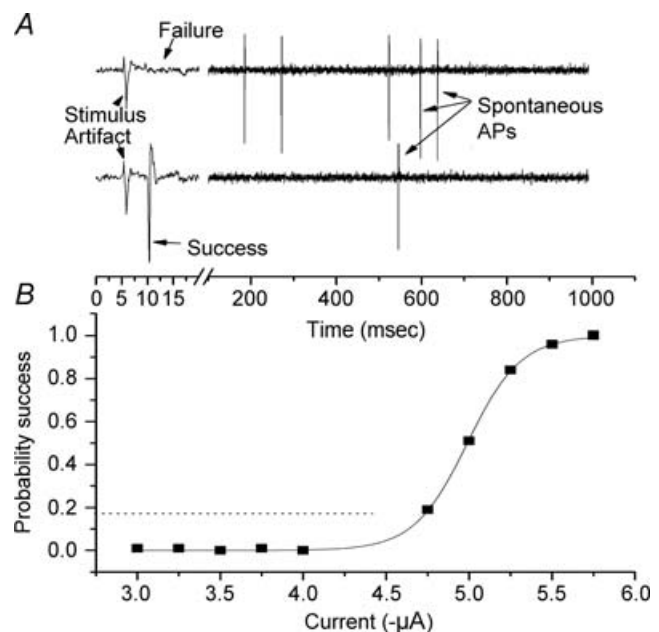 A
Failure
Stimulus
Artifact
Spontaneous
APs
Success
0 5 10 15 200 400 600 800 1000
Time (msec)
B
Probability success
1.0
0.8
0.6
0.4
0.2
0.0
3.0 3.5 4.0 4.5 5.0 5.5 6.0
Current (-µA)